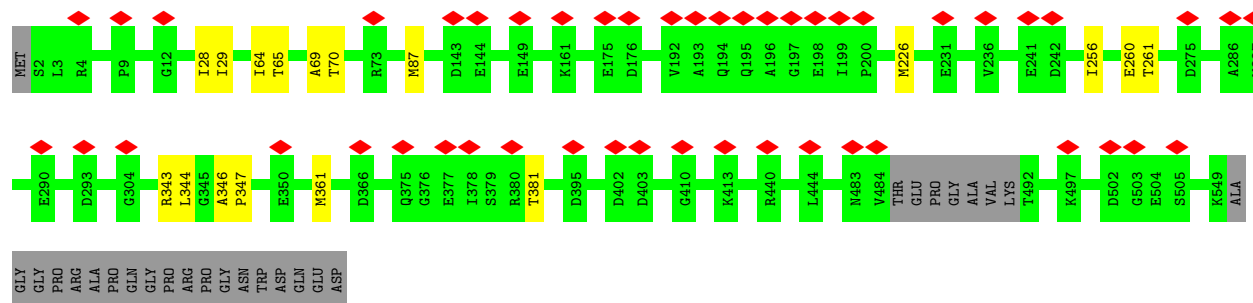 MET S2 L3 R4 P9 G12 I28 I29 I64 T65 A69 T70 R73 M87 D143 E144 E149 K161 E175 D176 V192 A193 Q194 Q195 A196 G197 E198 I199 P200 M226 E231 V236 E241 D242 I256 E260 T261 D275 A286
E290 D293 G304 R343 L344 G345 A346 P347 E350 M361 D366 Q375 G376 E377 I378 S379 R380 T381 D395 D402 D403 G410 K413 R440 L444 N483 V484 THR GLU PRO GLY ALA VAL LYS T492 K497 D502 G503 E504 S505 K549 ALA
GLY GLY PRO ARG ALA PRO GLN GLY PRO ARG PRO GLY ASN TRP ASP GLN GLU ASP